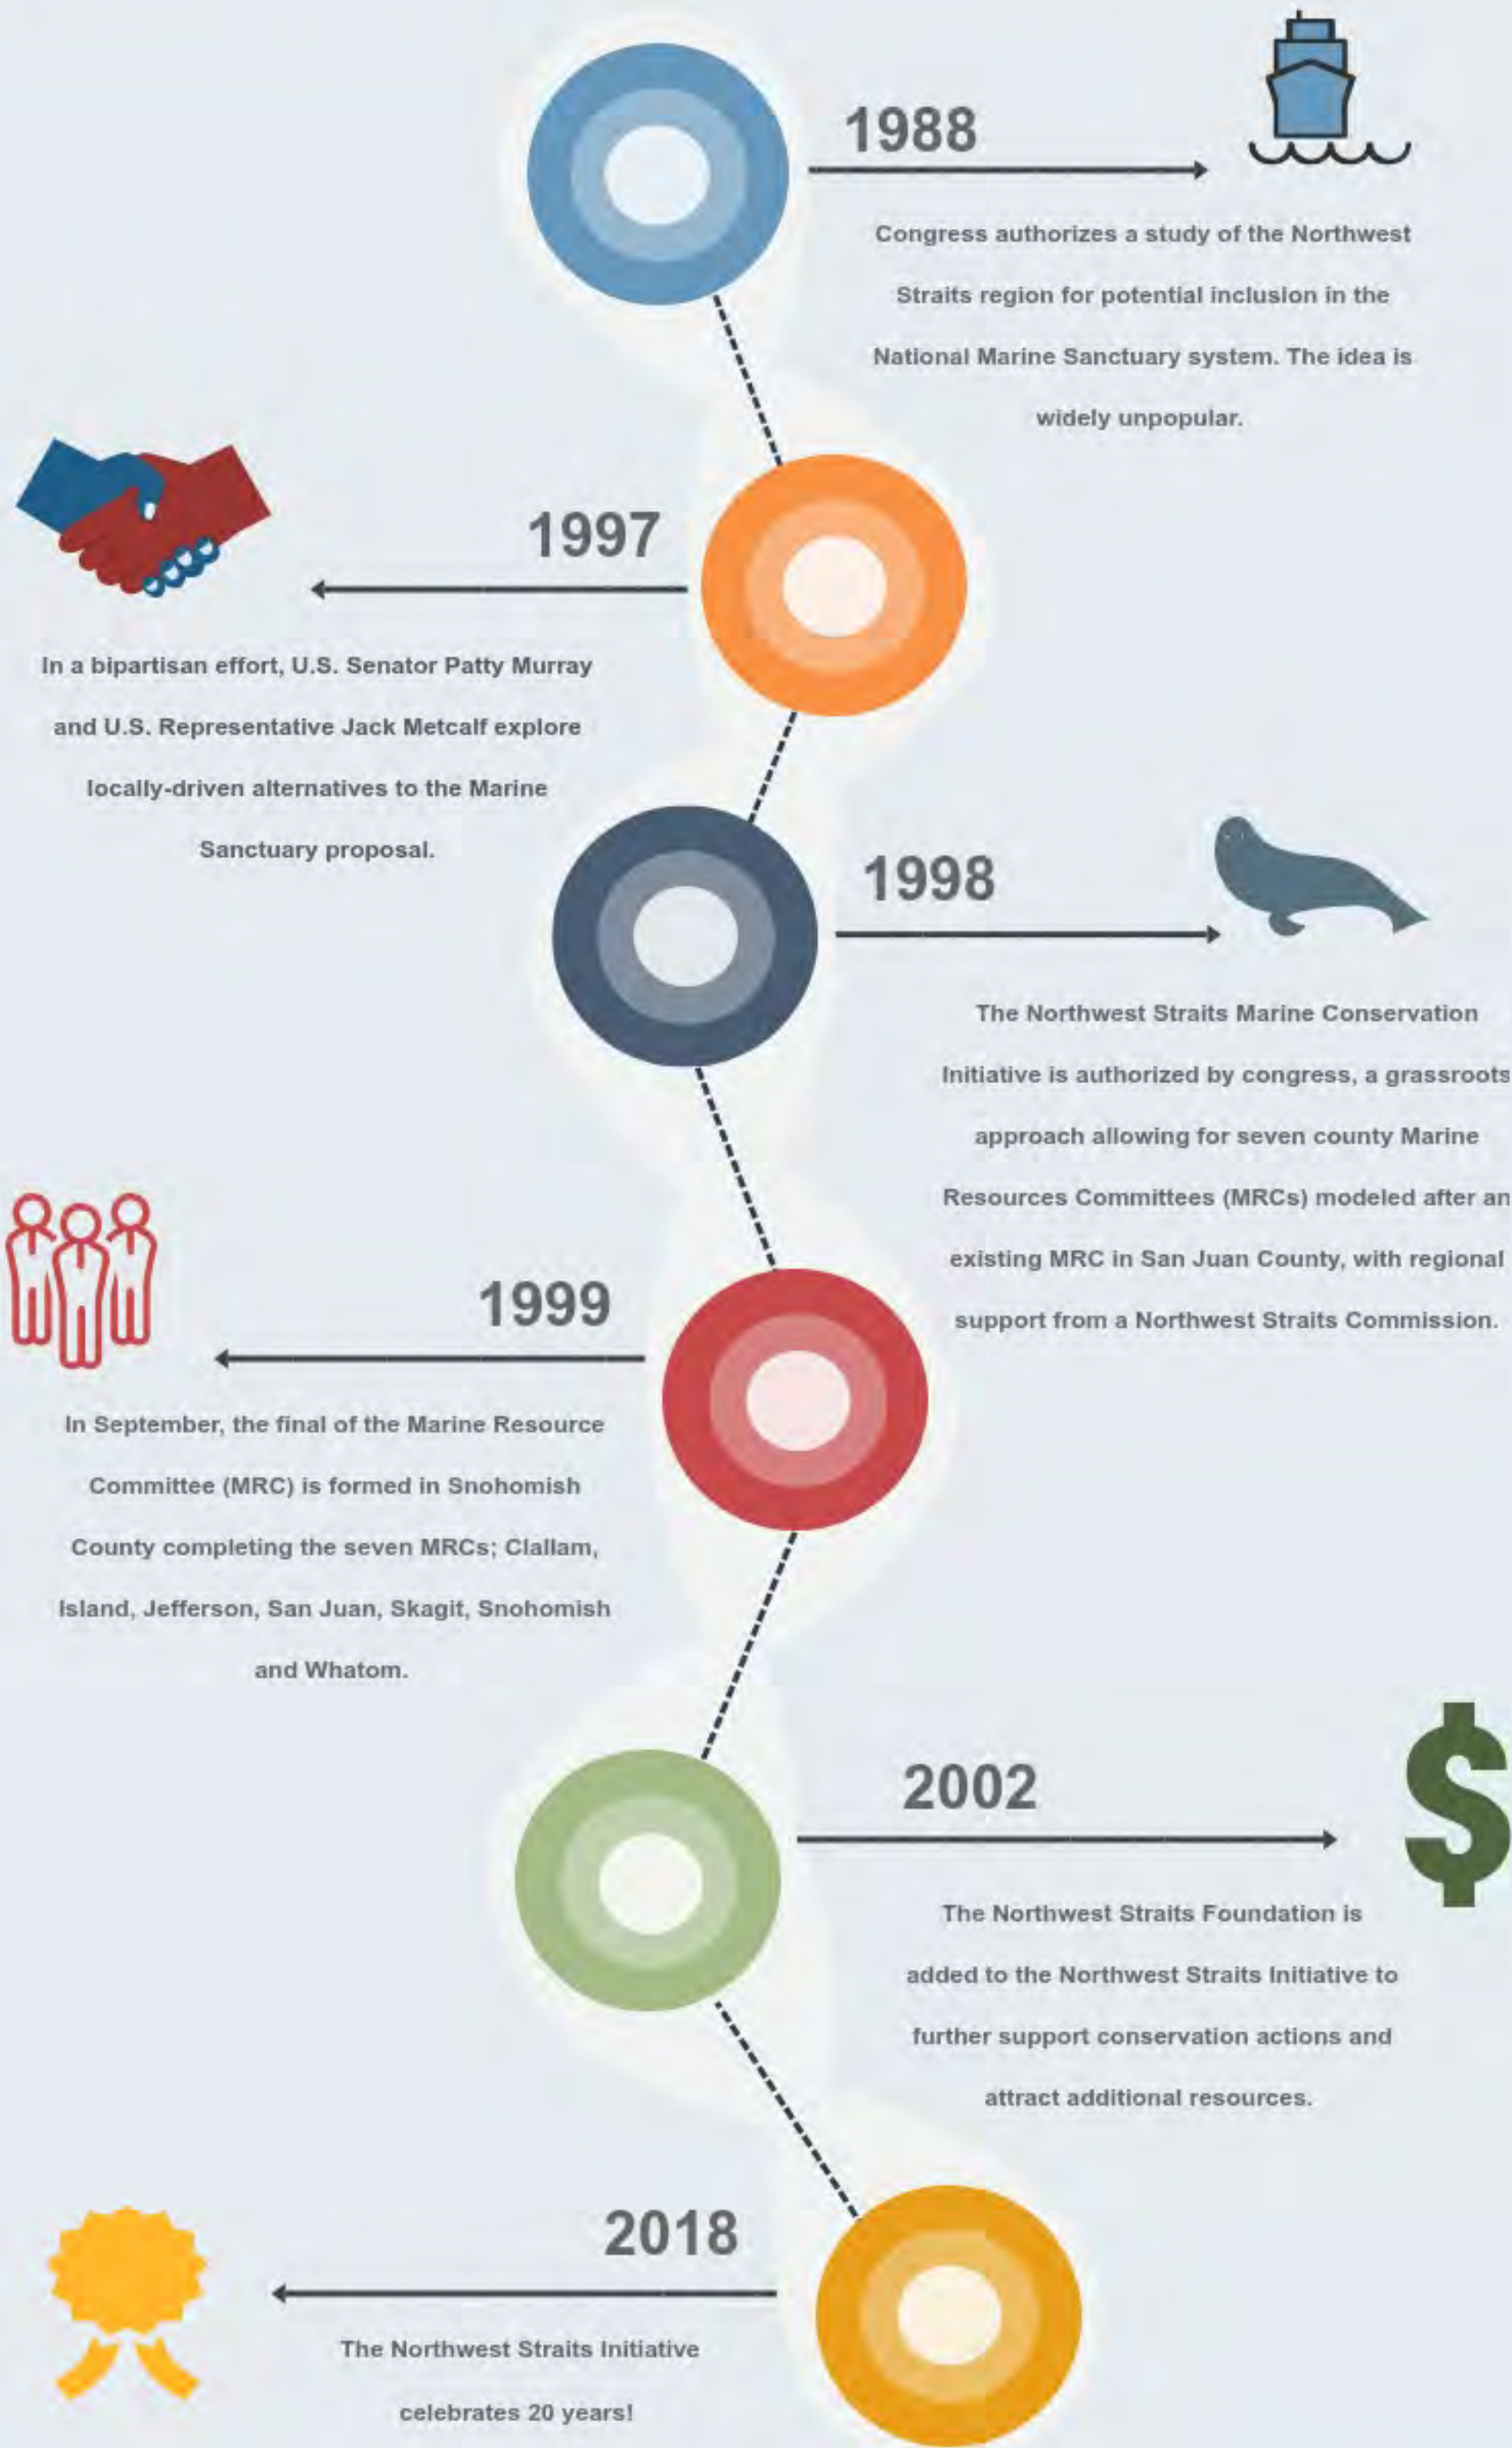 1988
Congress authorizes a study of the Northwest
Straits region for potential inclusion in the
National Marine Sanctuary system. The idea is
widely unpopular.
1997
In a bipartisan effort, U.S. Senator Patty Murray
and U.S. Representative Jack Metcalf explore
locally-driven alternatives to the Marine
Sanctuary proposal.
1998
The Northwest Straits Marine Conservation
Initiative is authorized by congress, a grassroots
approach allowing for seven county Marine
Resources Committees (MRCs) modeled after an
existing MRC in San Juan County, with regional
support from a Northwest Straits Commission.
1999
In September, the final of the Marine Resource
Committee (MRC) is formed in Snohomish
County completing the seven MRCs; Clallam,
Island, Jefferson, San Juan, Skagit, Snohomish
and Whatom.
2002
The Northwest Straits Foundation is
added to the Northwest Straits Initiative to
further support conservation actions and
attract additional resources.
$
2018
The Northwest Straits Initiative
celebrates 20 years!